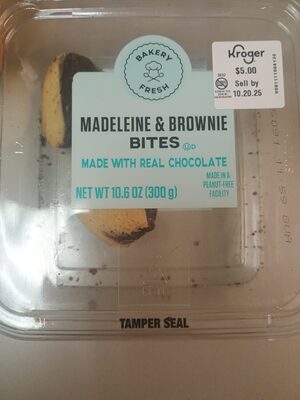 BAKERY
FRESH
Kroger
$5.00
Sell by
10.20.25
MADELEINE & BROWNIE
BITES
MADE WITH REAL CHOCOLATE
NET WT 10.6 OZ (300 g)
MADE IN A
PEANUT-FREE
FACILITY
TAMPER SEAL